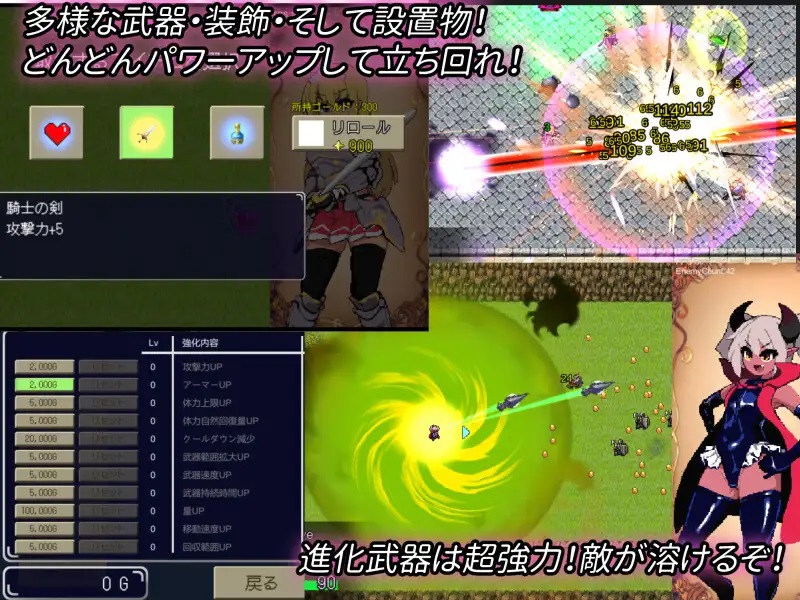 多様な武器・装飾・そして設置物!
どんどんパワーアップして立ち回れ!
所持ゴールド:300
リロール
900
騎士の剣
攻撃力+5
EnemyCount:42
Lv 強化内容
2,000G 0 攻撃力UP
2,000G 0 アーマーUP
5,000G 0 体力上限UP
5,000G 0 体力自然回復量UP
20,000G 0 クールダウン減少
5,000G 0 武器範囲拡大UP
5,000G 0 武器速度UP
5,000G 0 武器持続時間UP
100,000G 0 量UP
5,000G 0 移動速度UP
5,000G 0 回収範囲UP
0 G
戻る
90
進化武器は超強力!敵が溶けるぞ!